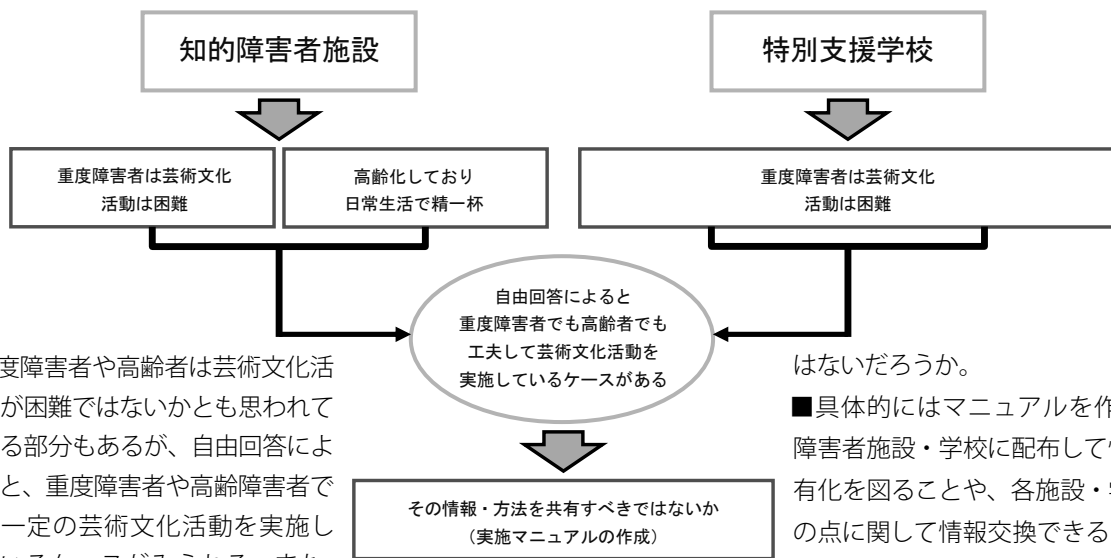 知的障害者施設
特別支援学校
重度障害者は芸術文化
活動は困難
高齢化しており
日常生活で精一杯
重度障害者は芸術文化
活動は困難
自由回答によると
重度障害者でも高齢者でも
工夫して芸術文化活動を
実施しているケースがある
その情報・方法を共有すべきではないか
（実施マニュアルの作成）
度障害者や高齢者は芸術文化活
が困難ではないかとも思われて
る部分もあるが、自由回答によ
と、重度障害者や高齢障害者で
一定の芸術文化活動を実施し
はないだろうか。
■具体的にはマニュアルを作
障害者施設・学校に配布して
有化を図ることや、各施設・
の点に関して情報交換できる